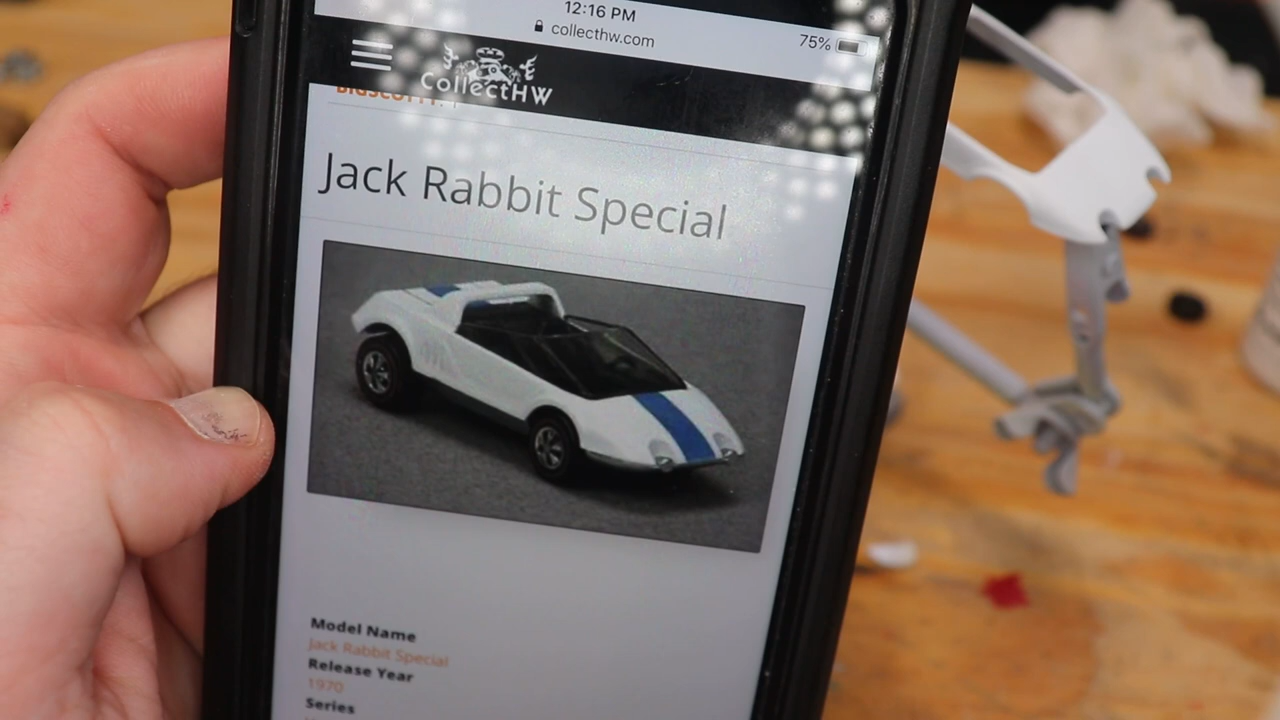 12:16 PM
collecthw.com
75%
CollectHW
Jack Rabbit Special
Model Name
Jack Rabbit Special
Release Year
1970
Series